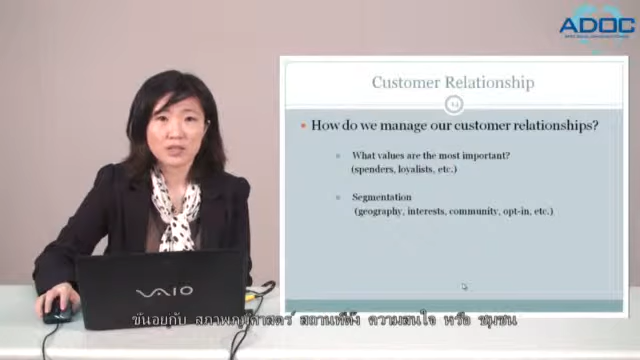 ADOC
Customer Relationship
14
• How do we manage our customer relationships?
What values are the most important?
(spenders, loyalists, etc.)
Segmentation
(geography, interests, community, opt-in, etc.)
VAIO
ขึ้นอยู่กับ สภาพภูมิศาสตร์ สถานที่ตั้ง ความสนใจ หรือ ชุมชน